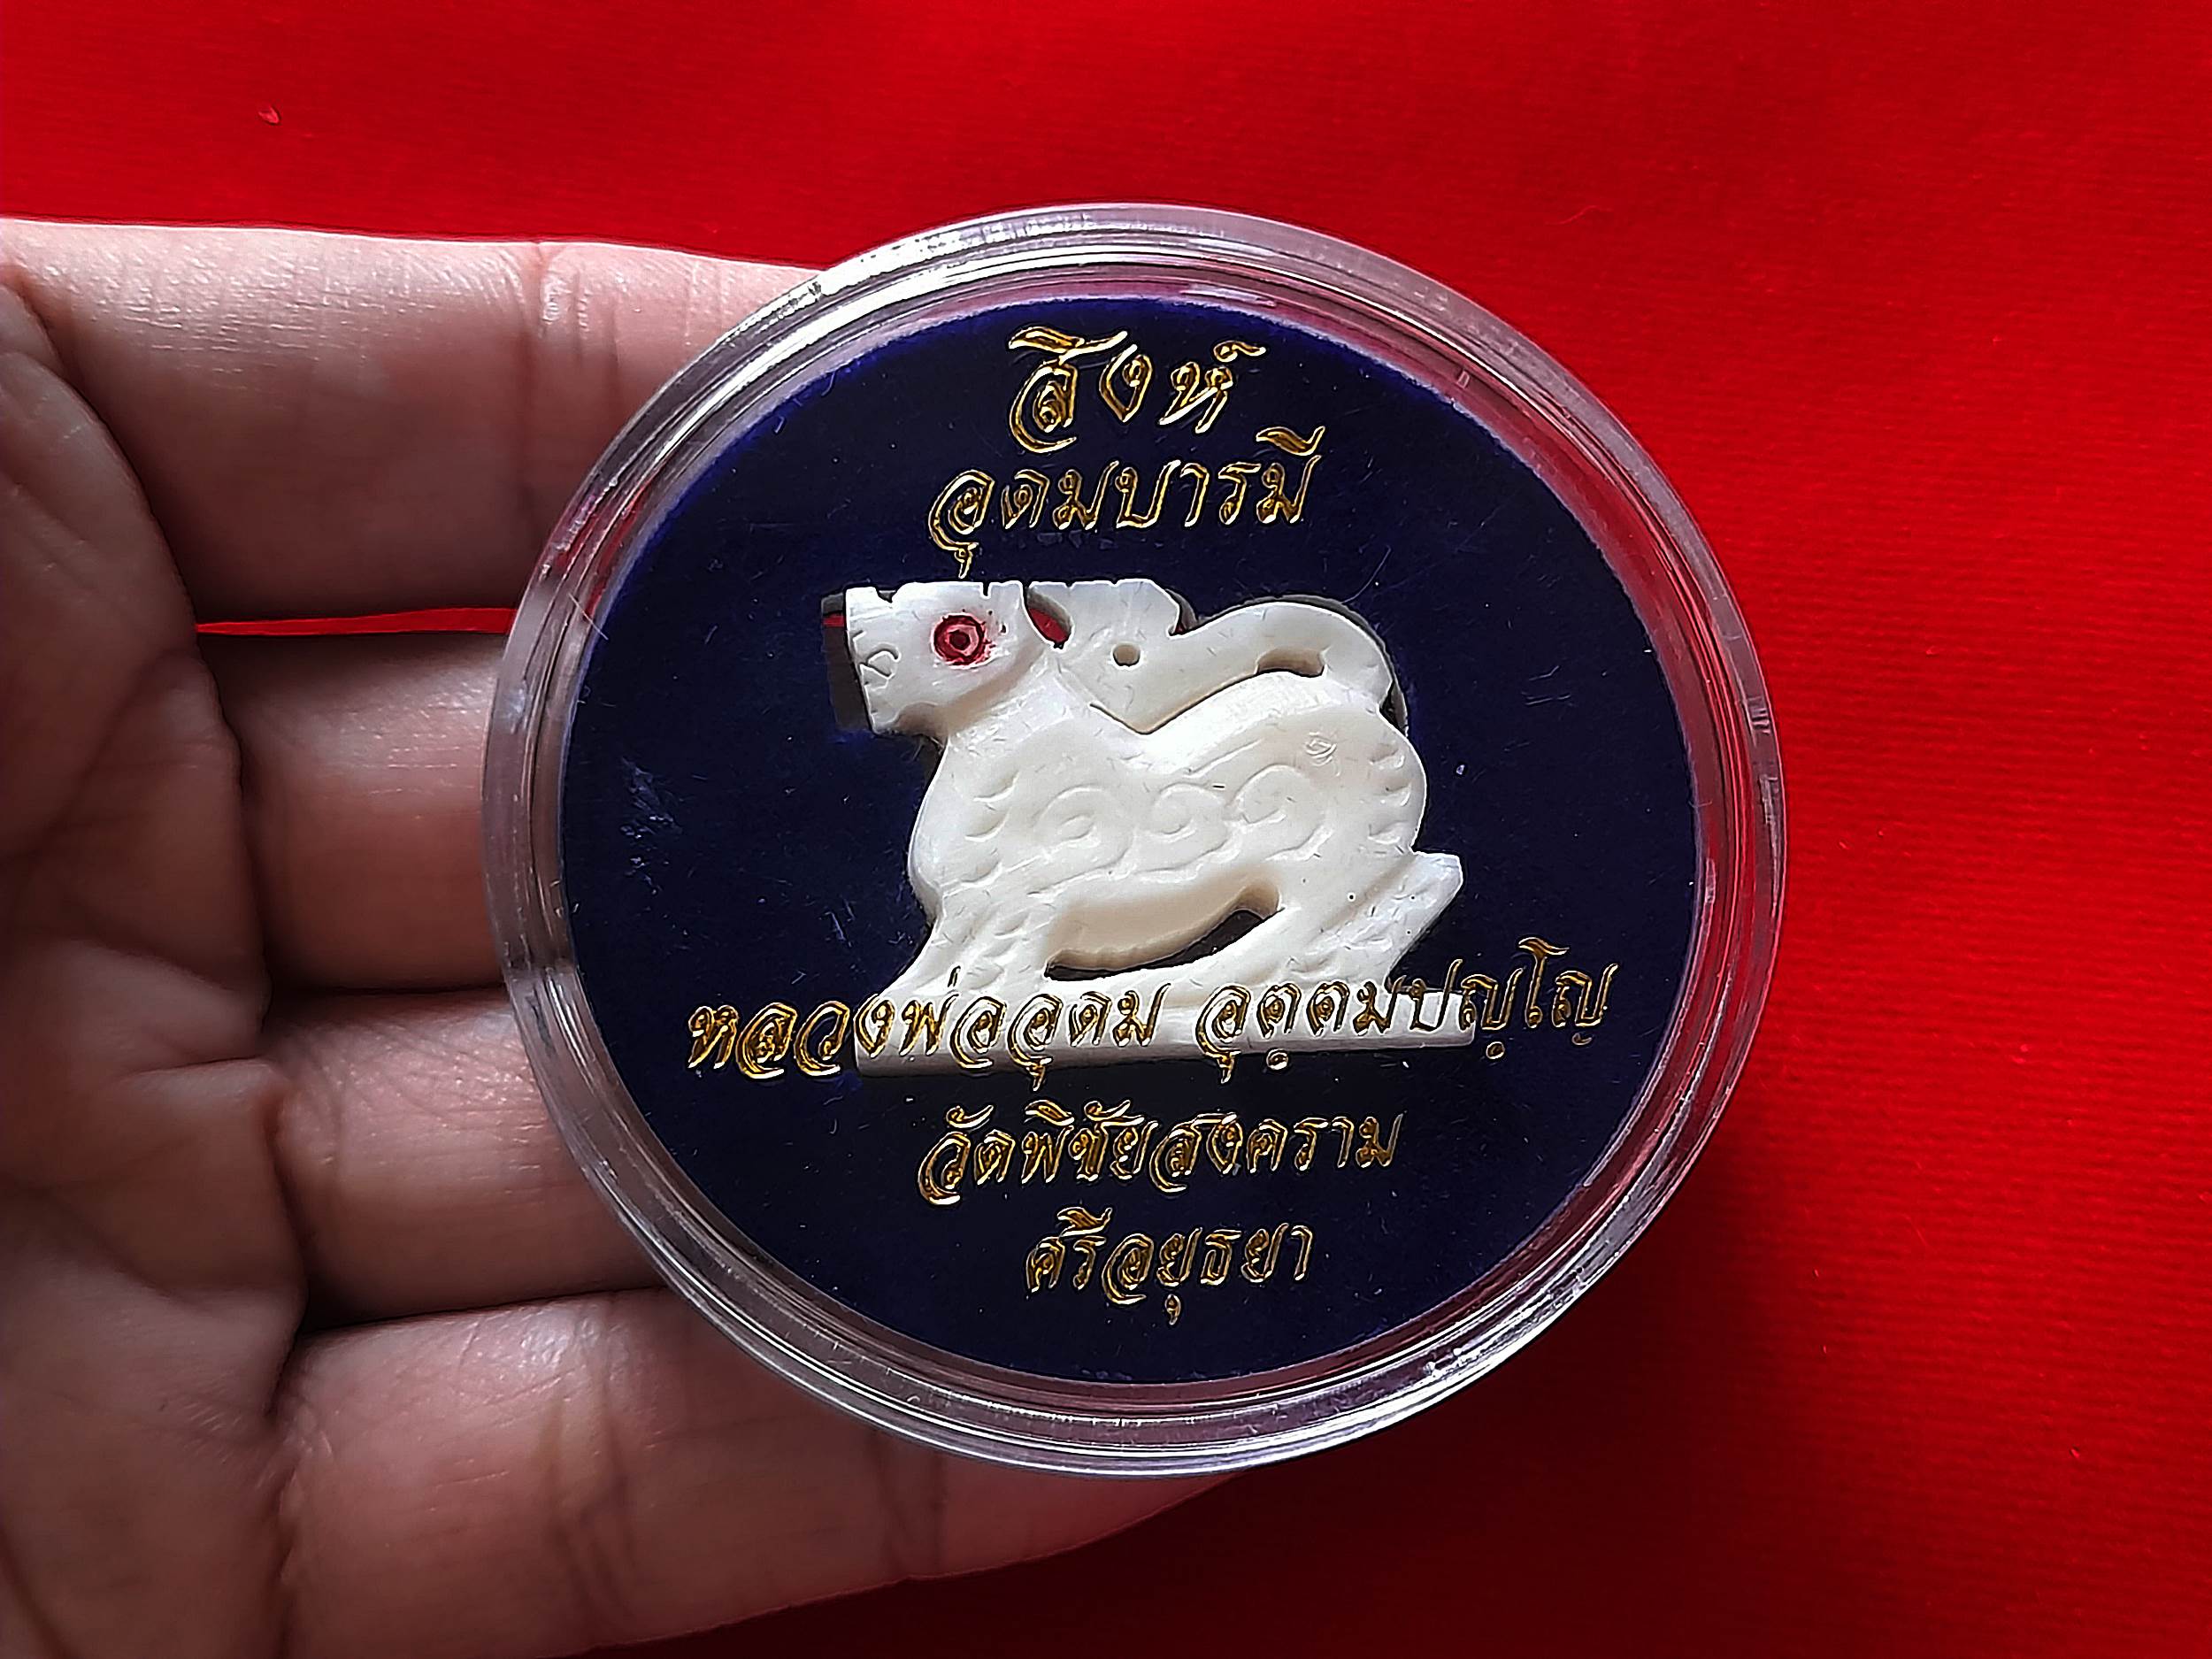 สิงห์
อุดมบารมี
หลวงพ่ออุดม อุตฺตมปญฺโญ
วัดพิชัยสงคราม
ศรีอยุธยา